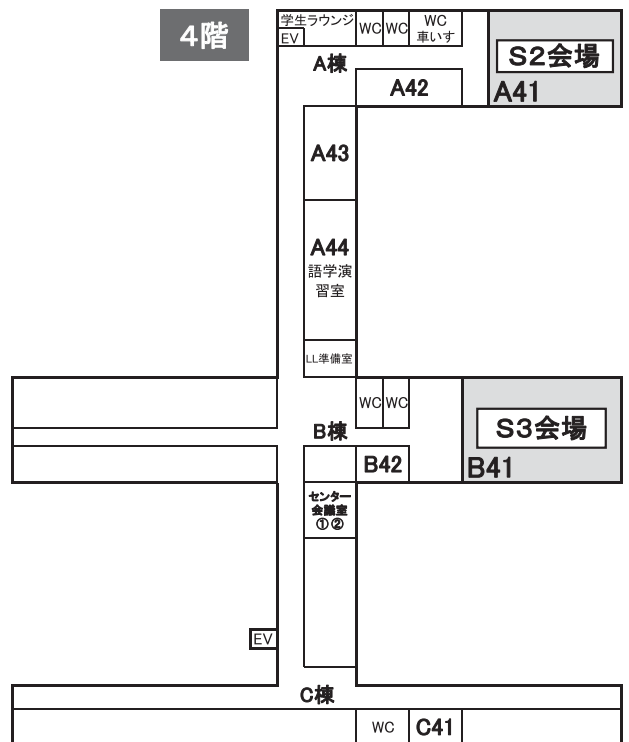 4階
学生ラウンジ
EV
WC
WC
WC
車いす
S2会場
A41
A棟
A42
A43
A44
語学演
習室
LL準備室
WC
WC
S3会場
B41
B棟
B42
センター
会議室
①②
EV
C棟
WC
C41